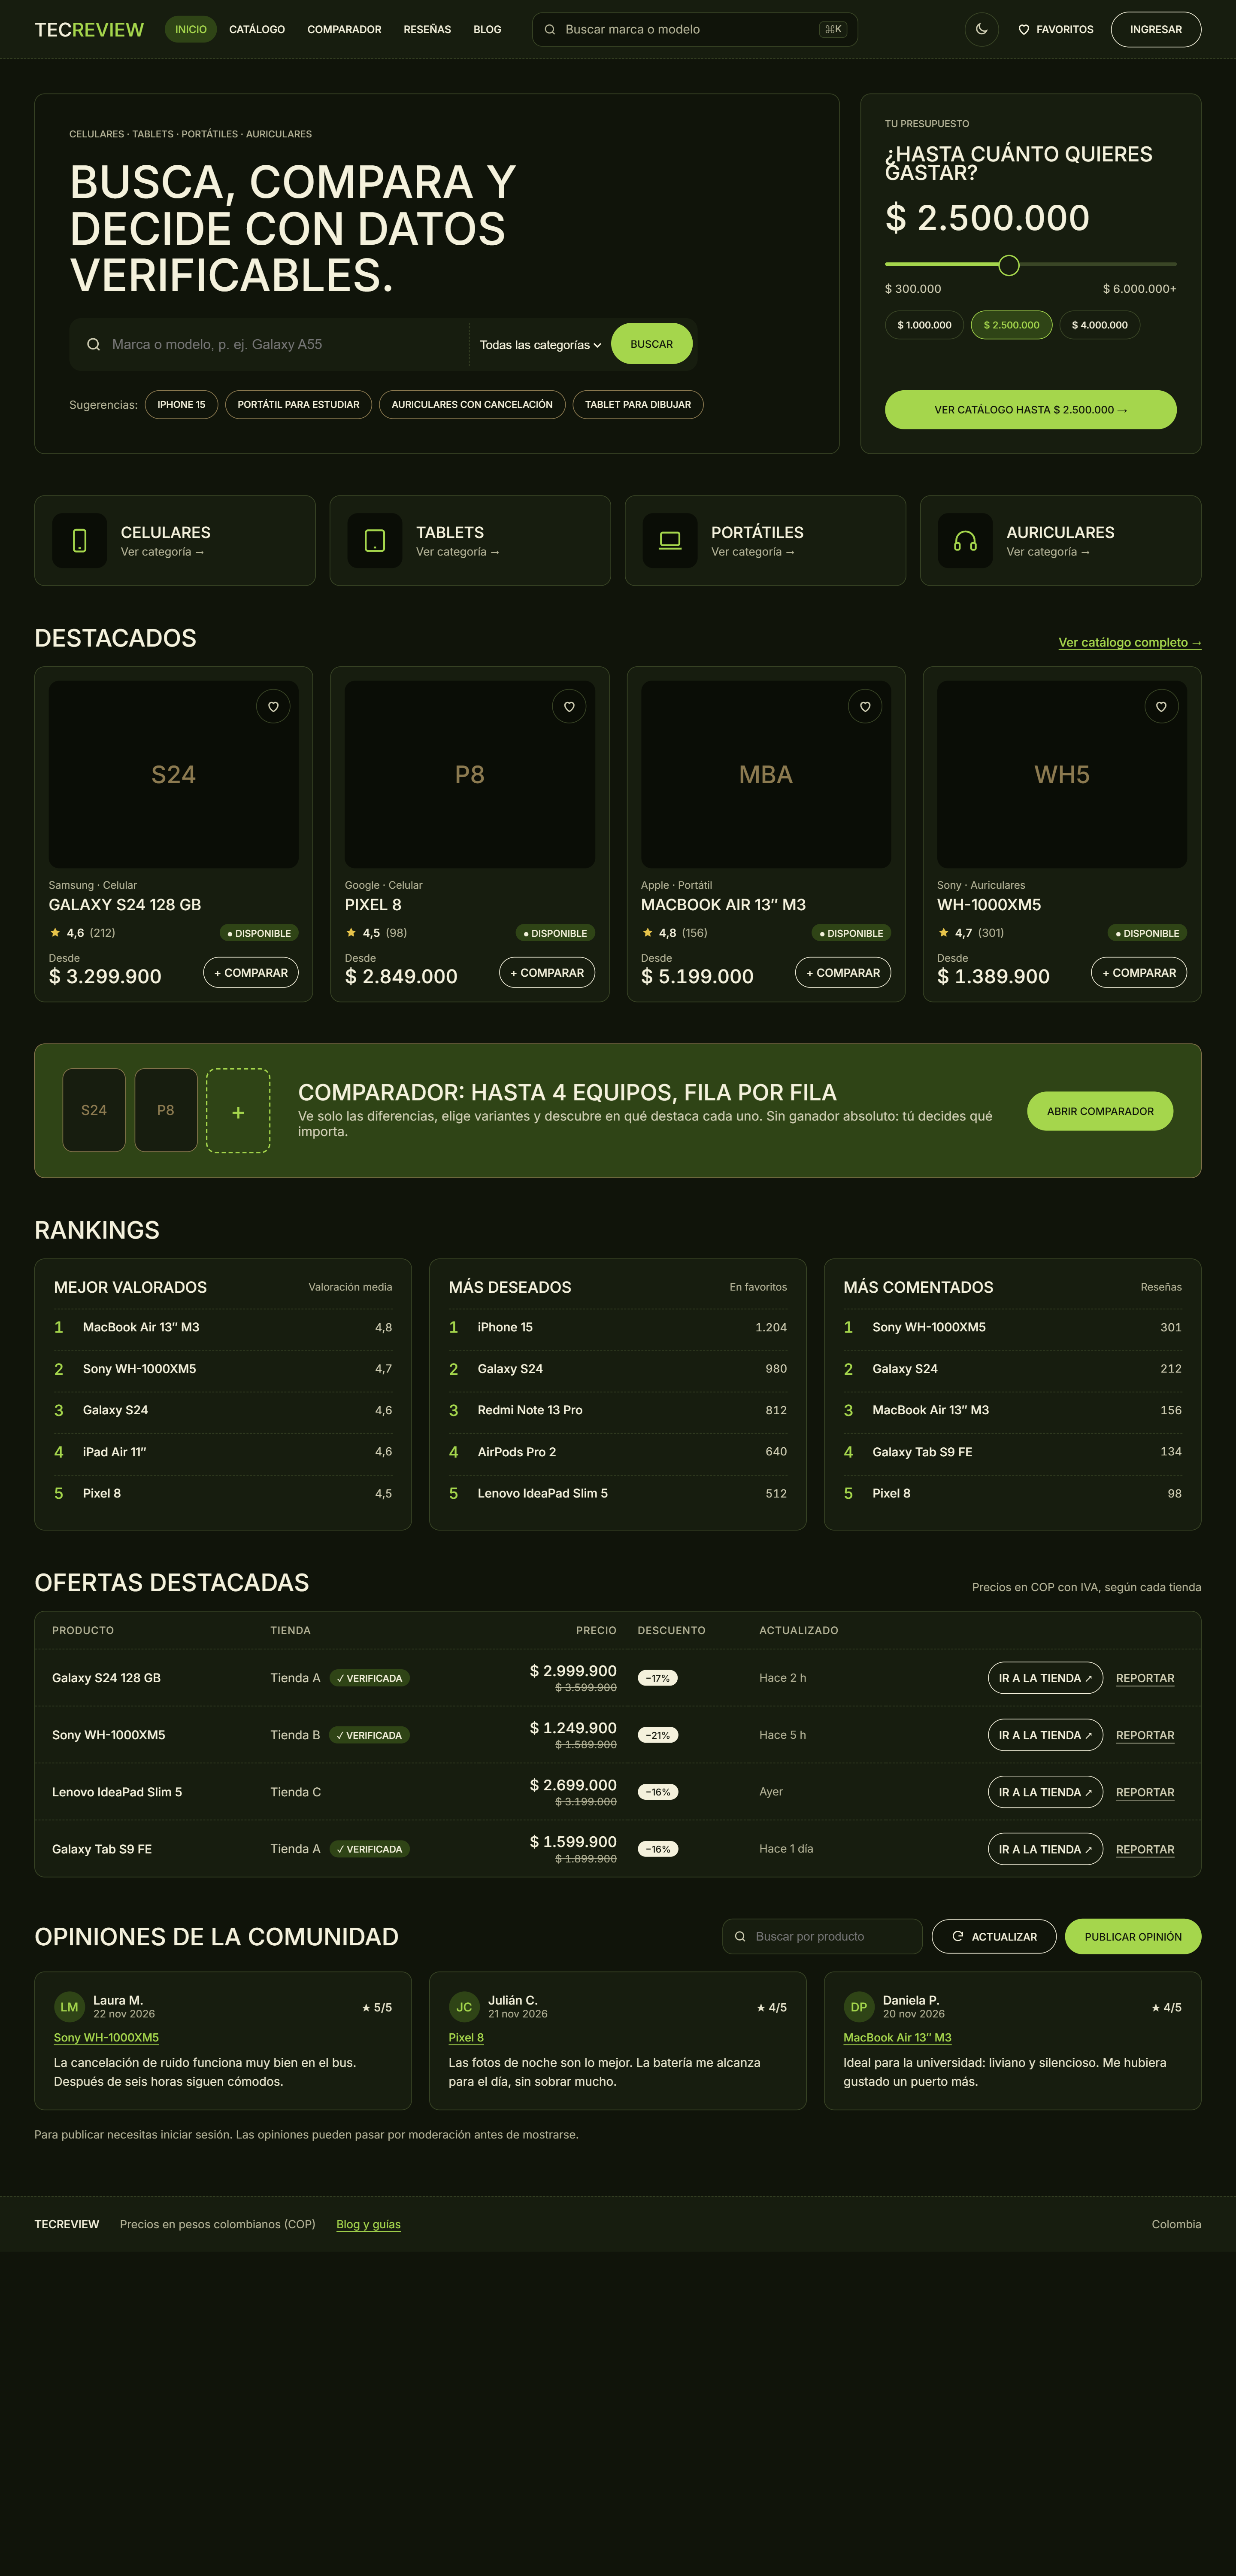 TECREVIEW INICIO CATÁLOGO COMPARADOR RESEÑAS BLOG Buscar marca o modelo ⌘K FAVORITOS INGRESAR
CELULARES · TABLETS · PORTÁTILES · AURICULARES
BUSCA, COMPARA Y
DECIDE CON DATOS
VERIFICABLES.
Marca o modelo, p. ej. Galaxy A55 Todas las categorías BUSCAR
Sugerencias: IPHONE 15 PORTÁTIL PARA ESTUDIAR AURICULARES CON CANCELACIÓN TABLET PARA DIBUJAR
TU PRESUPUESTO
¿HASTA CUÁNTO QUIERES
GASTAR?
$ 2.500.000
$ 300.000 $ 6.000.000+
$ 1.000.000 $ 2.500.000 $ 4.000.000
VER CATÁLOGO HASTA $ 2.500.000 →
CELULARES
Ver categoría →
TABLETS
Ver categoría →
PORTÁTILES
Ver categoría →
AURICULARES
Ver categoría →
DESTACADOS Ver catálogo completo →
S24
Samsung · Celular
GALAXY S24 128 GB
★ 4,6 (212) ● DISPONIBLE
Desde
$ 3.299.900 + COMPARAR
P8
Google · Celular
PIXEL 8
★ 4,5 (98) ● DISPONIBLE
Desde
$ 2.849.000 + COMPARAR
MBA
Apple · Portátil
MACBOOK AIR 13″ M3
★ 4,8 (156) ● DISPONIBLE
Desde
$ 5.199.000 + COMPARAR
WH5
Sony · Auriculares
WH-1000XM5
★ 4,7 (301) ● DISPONIBLE
Desde
$ 1.389.900 + COMPARAR
S24 P8 +
COMPARADOR: HASTA 4 EQUIPOS, FILA POR FILA
Ve solo las diferencias, elige variantes y descubre en qué destaca cada uno. Sin ganador absoluto: tú decides qué
importa.
ABRIR COMPARADOR
RANKINGS
MEJOR VALORADOS Valoración media
1 MacBook Air 13″ M3 4,8
2 Sony WH-1000XM5 4,7
3 Galaxy S24 4,6
4 iPad Air 11″ 4,6
5 Pixel 8 4,5
MÁS DESEADOS En favoritos
1 iPhone 15 1.204
2 Galaxy S24 980
3 Redmi Note 13 Pro 812
4 AirPods Pro 2 640
5 Lenovo IdeaPad Slim 5 512
MÁS COMENTADOS Reseñas
1 Sony WH-1000XM5 301
2 Galaxy S24 212
3 MacBook Air 13″ M3 156
4 Galaxy Tab S9 FE 134
5 Pixel 8 98
OFERTAS DESTACADAS Precios en COP con IVA, según cada tienda
PRODUCTO TIENDA PRECIO DESCUENTO ACTUALIZADO
Galaxy S24 128 GB Tienda A ✓ VERIFICADA $ 2.999.900 −17% Hace 2 h IR A LA TIENDA ↗ REPORTAR
$ 3.599.900
Sony WH-1000XM5 Tienda B ✓ VERIFICADA $ 1.249.900 −21% Hace 5 h IR A LA TIENDA ↗ REPORTAR
$ 1.589.900
Lenovo IdeaPad Slim 5 Tienda C $ 2.699.000 −16% Ayer IR A LA TIENDA ↗ REPORTAR
$ 3.199.000
Galaxy Tab S9 FE Tienda A ✓ VERIFICADA $ 1.599.900 −16% Hace 1 día IR A LA TIENDA ↗ REPORTAR
$ 1.899.900
OPINIONES DE LA COMUNIDAD Buscar por producto ACTUALIZAR PUBLICAR OPINIÓN
LM Laura M. ★ 5/5
22 nov 2026
Sony WH-1000XM5
La cancelación de ruido funciona muy bien en el bus.
Después de seis horas siguen cómodos.
JC Julián C. ★ 4/5
21 nov 2026
Pixel 8
Las fotos de noche son lo mejor. La batería me alcanza
para el día, sin sobrar mucho.
DP Daniela P. ★ 4/5
20 nov 2026
MacBook Air 13″ M3
Ideal para la universidad: liviano y silencioso. Me hubiera
gustado un puerto más.
Para publicar necesitas iniciar sesión. Las opiniones pueden pasar por moderación antes de mostrarse.
TECREVIEW Precios en pesos colombianos (COP) Blog y guías Colombia